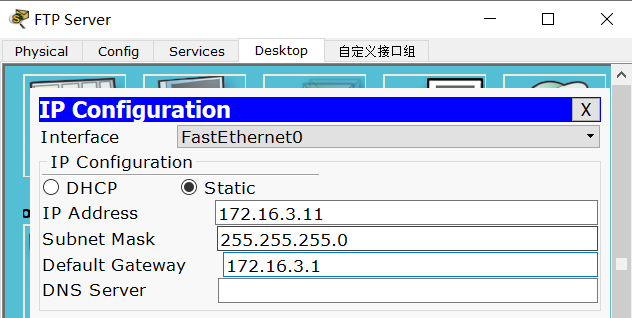 FTP Server
Physical Config Services Desktop 自定义接口组
IP Configuration X
Interface FastEthernet0
IP Configuration
DHCP Static
IP Address 172.16.3.11
Subnet Mask 255.255.255.0
Default Gateway 172.16.3.1
DNS Server